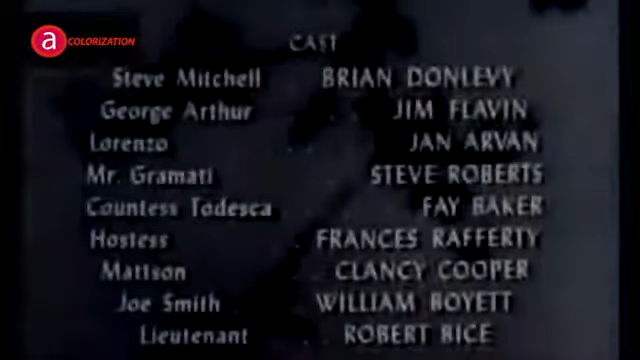 a COLORIZATION
CAST
Steve Mitchell BRIAN DONLEVY
George Arthur JIM FLAVIN
Lorenzo JAN ARVAN
Mr. Gramati STEVE ROBERTS
Countess Todesca FAY BAKER
Hostess FRANCES RAFFERTY
Mattson CLANCY COOPER
Joe Smith WILLIAM BOYETT
Lieutenant ROBERT BICE